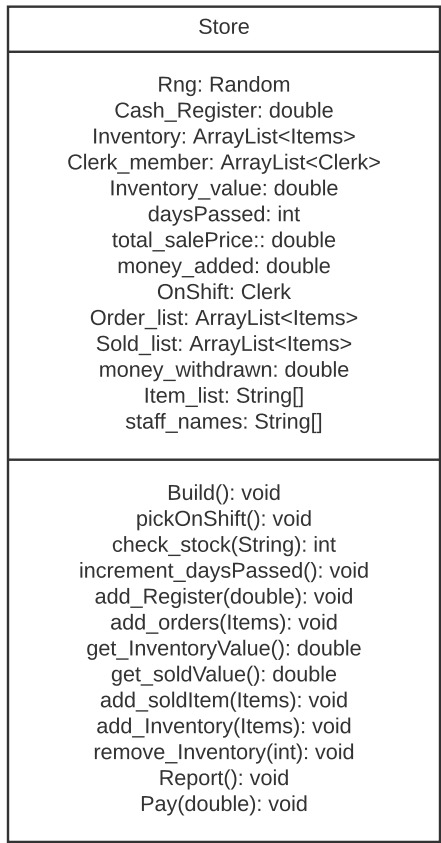 Store
Rng: Random
Cash_Register: double
Inventory: ArrayList<Items>
Clerk_member: ArrayList<Clerk>
Inventory_value: double
daysPassed: int
total_salePrice:: double
money_added: double
OnShift: Clerk
Order_list: ArrayList<Items>
Sold_list: ArrayList<Items>
money_withdrawn: double
Item_list: String[]
staff_names: String[]
Build(): void
pickOnShift(): void
check_stock(String): int
increment_daysPassed(): void
add_Register(double): void
add_orders(Items): void
get_InventoryValue(): double
get_soldValue(): double
add_soldItem(Items): void
add_Inventory(Items): void
remove_Inventory(int): void
Report(): void
Pay(double): void